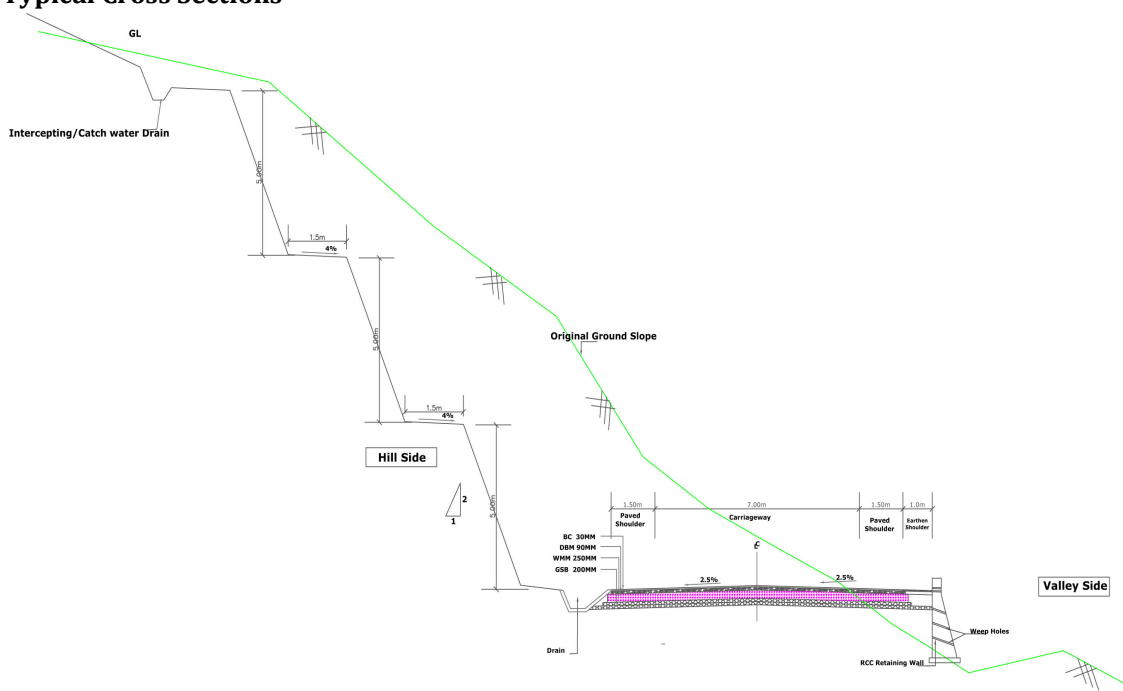 Typical Cross Sections
GL
Intercepting/Catch water Drain
5.00m
1.5m
4%
5.00m
Original Ground Slope
1.5m
4%
Hill Side
2
1
5.00m
1.50m 7.00m 1.50m 1.0m
Paved
Shoulder
Carriageway
Paved
Shoulder
Earthen
Shoulder
BC 30MM
DBM 90MM
WMM 250MM
GSB 200MM
2.5% 2.5%
Valley Side
Weep Holes
Drain
RCC Retaining Wall